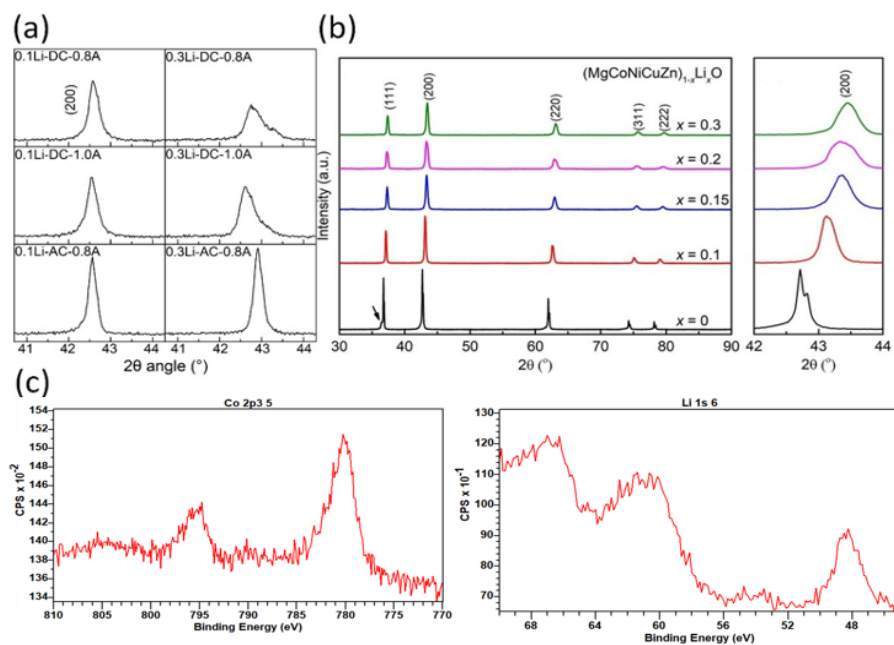 (a)
0.1Li-DC-0.8A
0.3Li-DC-0.8A
(200)
0.1Li-DC-1.0A
0.3Li-DC-1.0A
0.1Li-AC-0.8A
0.3Li-AC-0.8A
41 42 43 44 41 42 43 44
2θ angle (°)
(b)
(MgCoNiCuZn)1-xLixO
(111)
(200)
(220)
(311)
(222)
x = 0.3
x = 0.2
x = 0.15
x = 0.1
x = 0
Intensity (a.u.)
30 40 50 60 70 80 90
2θ (°)
(200)
42 43 44
2θ (°)
(c)
Co 2p3 5
154
152
150
148
146
144
142
140
138
136
134
CPS x 10-2
810 805 800 795 790 785 780 775 770
Binding Energy (eV)
Li 1s 6
130
120
110
100
90
80
70
CPS x 10-1
68 64 60 56 52 48
Binding Energy (eV)